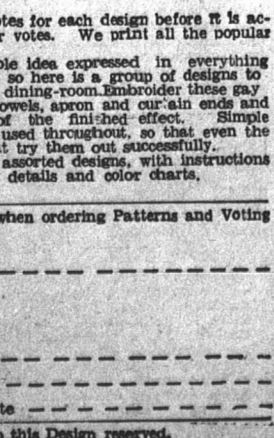 otes for each design before it is ac-
r votes. We print all the popular
ple idea expressed in everything
so here is a group of designs to
dining-room.Embroider these gay
owels, apron and curtain ends and
of the finished effect. Simple
used throughout, so that even the
t try them out successfully.
assorted designs, with instructions
details and color charts.
when ordering Patterns and Voting
te
this Design reserved.